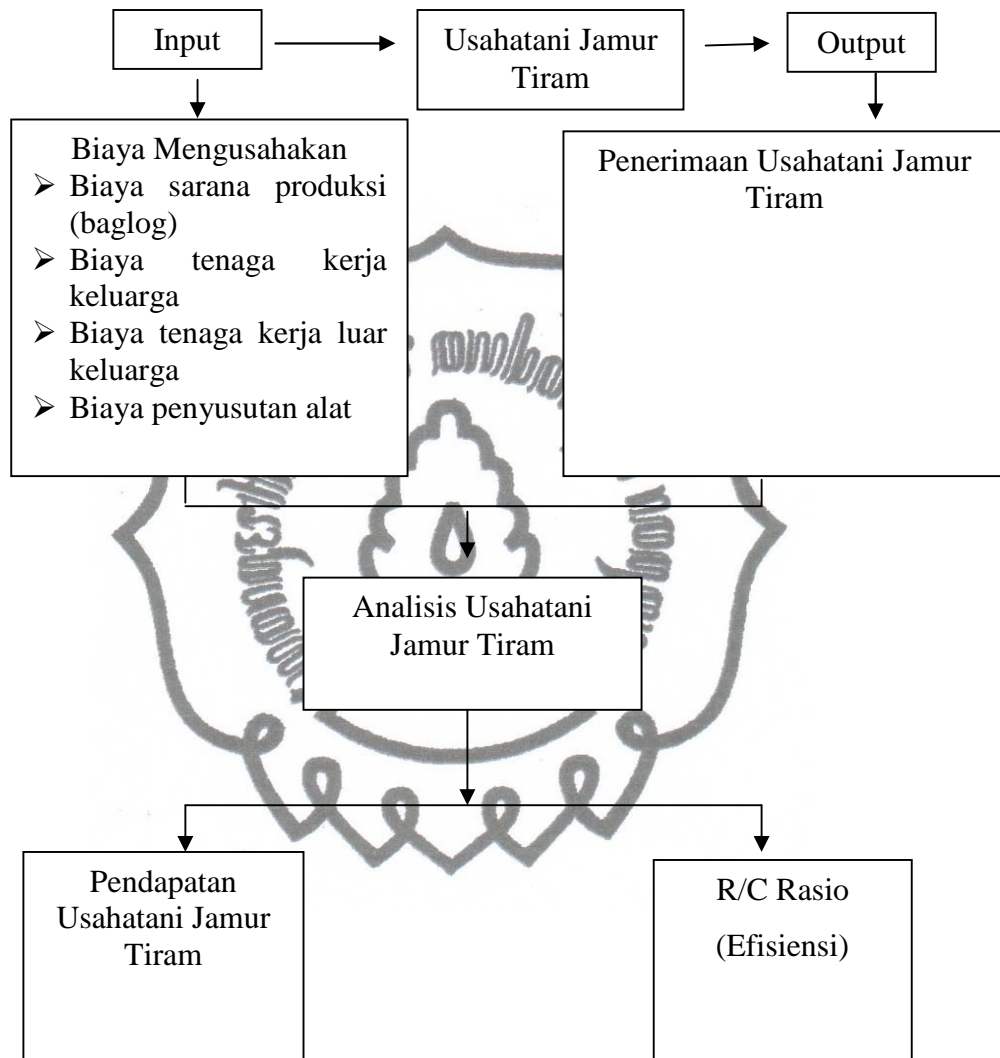 Input
Usahatani Jamur
Tiram
Output
Biaya Mengusahakan
➢ Biaya sarana produksi
(baglog)
➢ Biaya tenaga kerja
keluarga
➢ Biaya tenaga kerja luar
keluarga
➢ Biaya penyusutan alat
Penerimaan Usahatani Jamur
Tiram
Analisis Usahatani
Jamur Tiram
Pendapatan
Usahatani Jamur
Tiram
R/C Rasio
(Efisiensi)